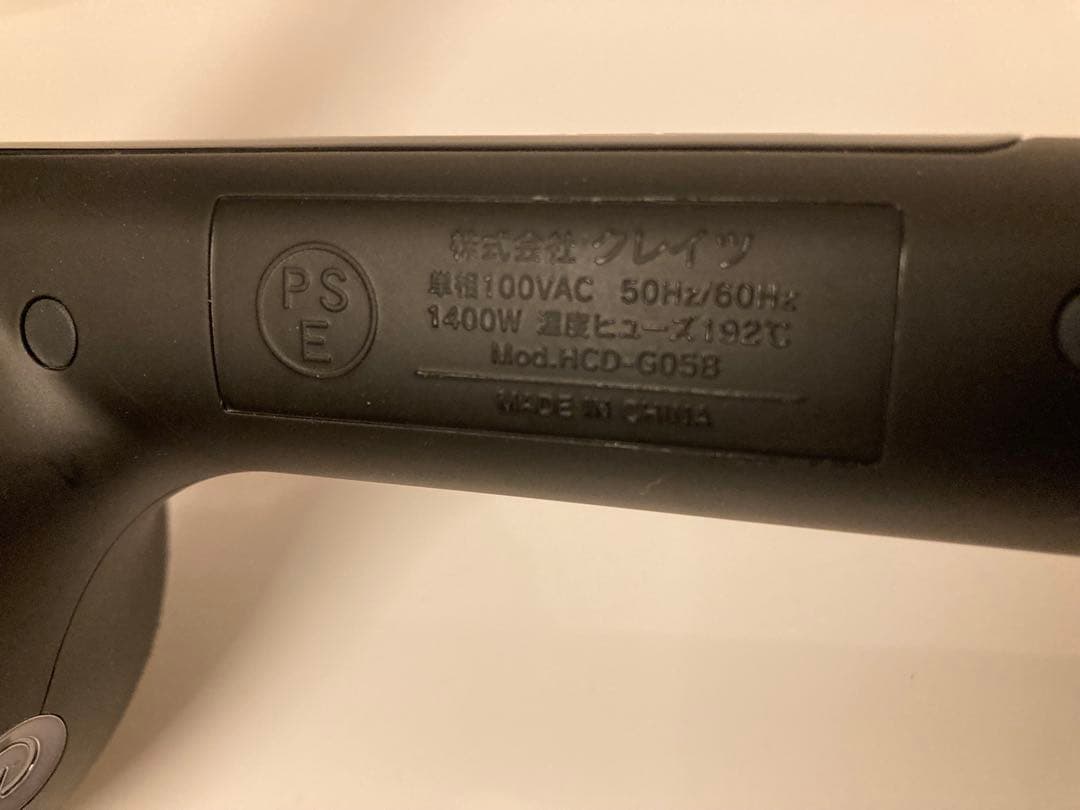 PS
E
株式会社 クレイツ
単相100VAC 50Hz/60Hz
1400W 温度ヒューズ192℃
Mod.HCD-G05B
MADE IN CHINA